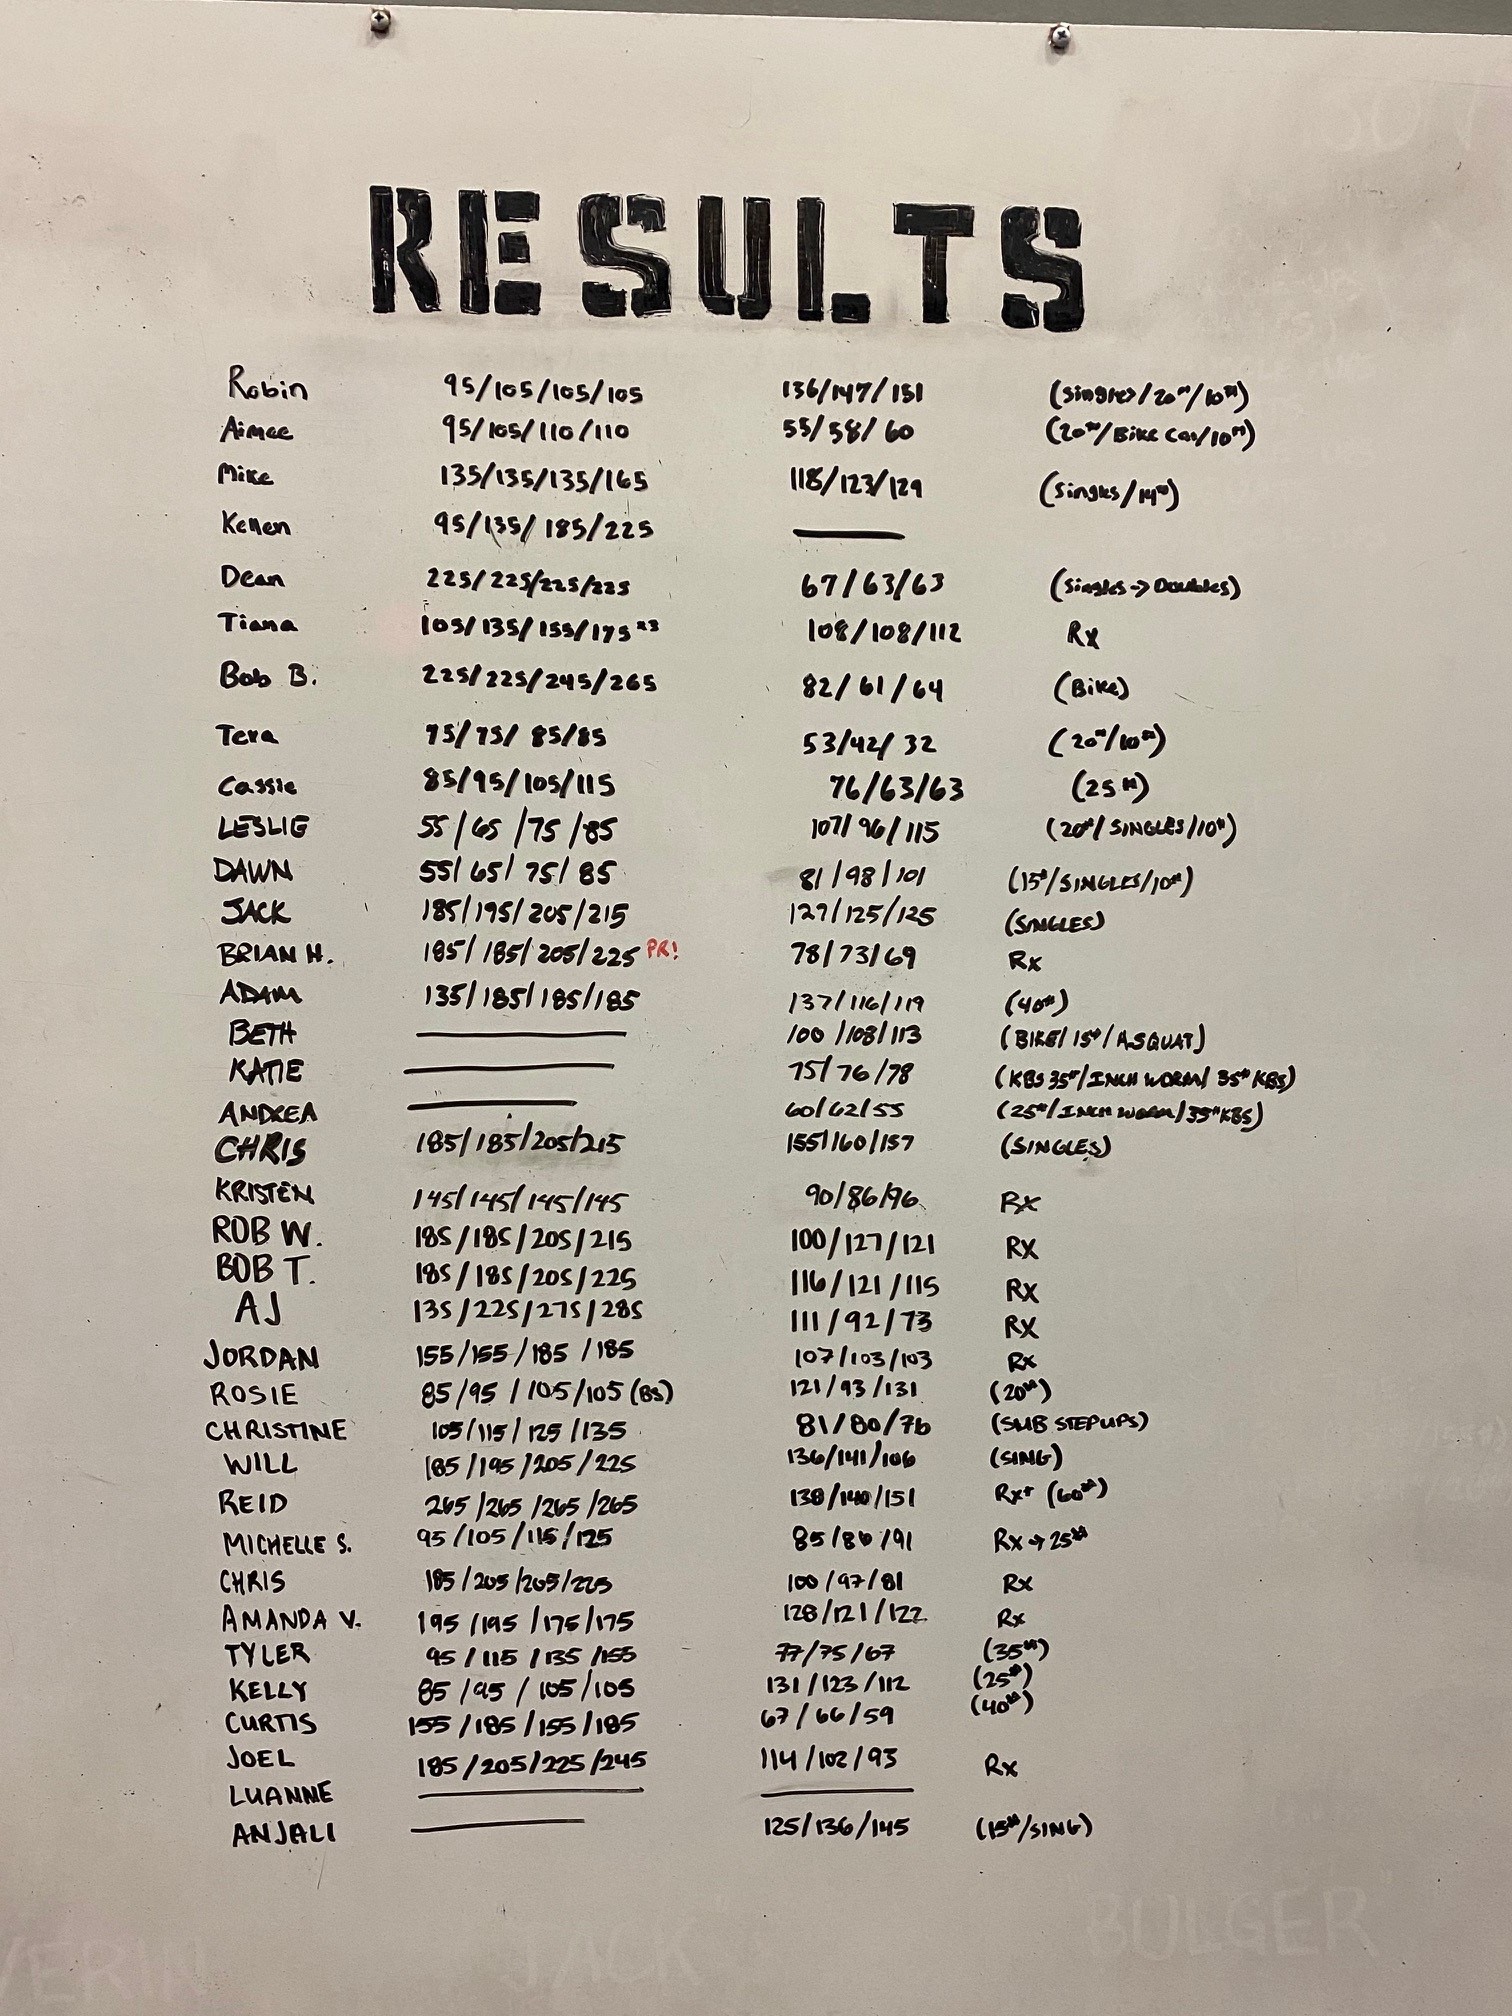 RESULTS
Robin 95/105/105/105 136/147/151 (Singles/20#/10#)
Aimee 95/105/110/110 55/58/60 (20#/Bike Cal/10#)
Mike 135/135/135/165 118/123/129 (Singles/14#)
Kellen 95/135/185/225 —
Dean 225/225/225/225 67/63/63 (Singles->Doubles)
Tiana 105/135/155/175 x3 108/108/112 Rx
Bob B. 225/225/245/265 82/61/64 (Bike)
Tera 75/75/85/85 53/42/32 (20#/10#)
Cassie 85/95/105/115 76/63/63 (25#)
LESLIE 55/65/75/85 107/96/115 (20#/SINGLES/10#)
DAWN 55/65/75/85 81/98/101 (15#/SINGLES/10#)
JACK 185/195/205/215 127/125/125 (SINGLES)
BRIAN H. 185/185/205/225 PR! 78/73/69 Rx
ADAM 135/185/185/185 137/116/119 (40#)
BETH — 100/108/113 (BIKE/15#/A.SQUAT)
KATIE — 75/76/78 (KBS 35#/INCH WORM/35# KBS)
ANDREA — 60/62/55 (25#/INCH WORM/35# KBS)
CHRIS 185/185/205/215 155/160/157 (SINGLES)
KRISTEN 145/145/145/145 90/86/96 Rx
ROB W. 185/185/205/215 100/127/121 Rx
BOB T. 185/185/205/225 116/121/115 Rx
AJ 135/225/275/285 111/92/73 Rx
JORDAN 155/155/185/185 107/103/103 Rx
ROSIE 85/95/105/105 (BS) 121/93/131 (20#)
CHRISTINE 105/115/125/135 81/80/76 (SUB STEPUPS)
WILL 185/195/205/225 136/141/106 (SING)
REID 265/265/265/265 138/140/151 Rx+ (60#)
MICHELLE S. 95/105/115/125 85/86/91 Rx -> 25#
CHRIS 185/205/205/225 100/97/81 Rx
AMANDA V. 195/195/175/175 128/121/122 Rx
TYLER 95/115/135/155 77/75/67 (35#)
KELLY 85/95/105/105 131/123/112 (25#)
CURTIS 155/185/155/185 67/66/59 (40#)
JOEL 185/205/225/245 114/102/93 Rx
LUANNE — —
ANJALI — 125/136/145 (15#/SING)
VERIN "JACK" "BULGER"